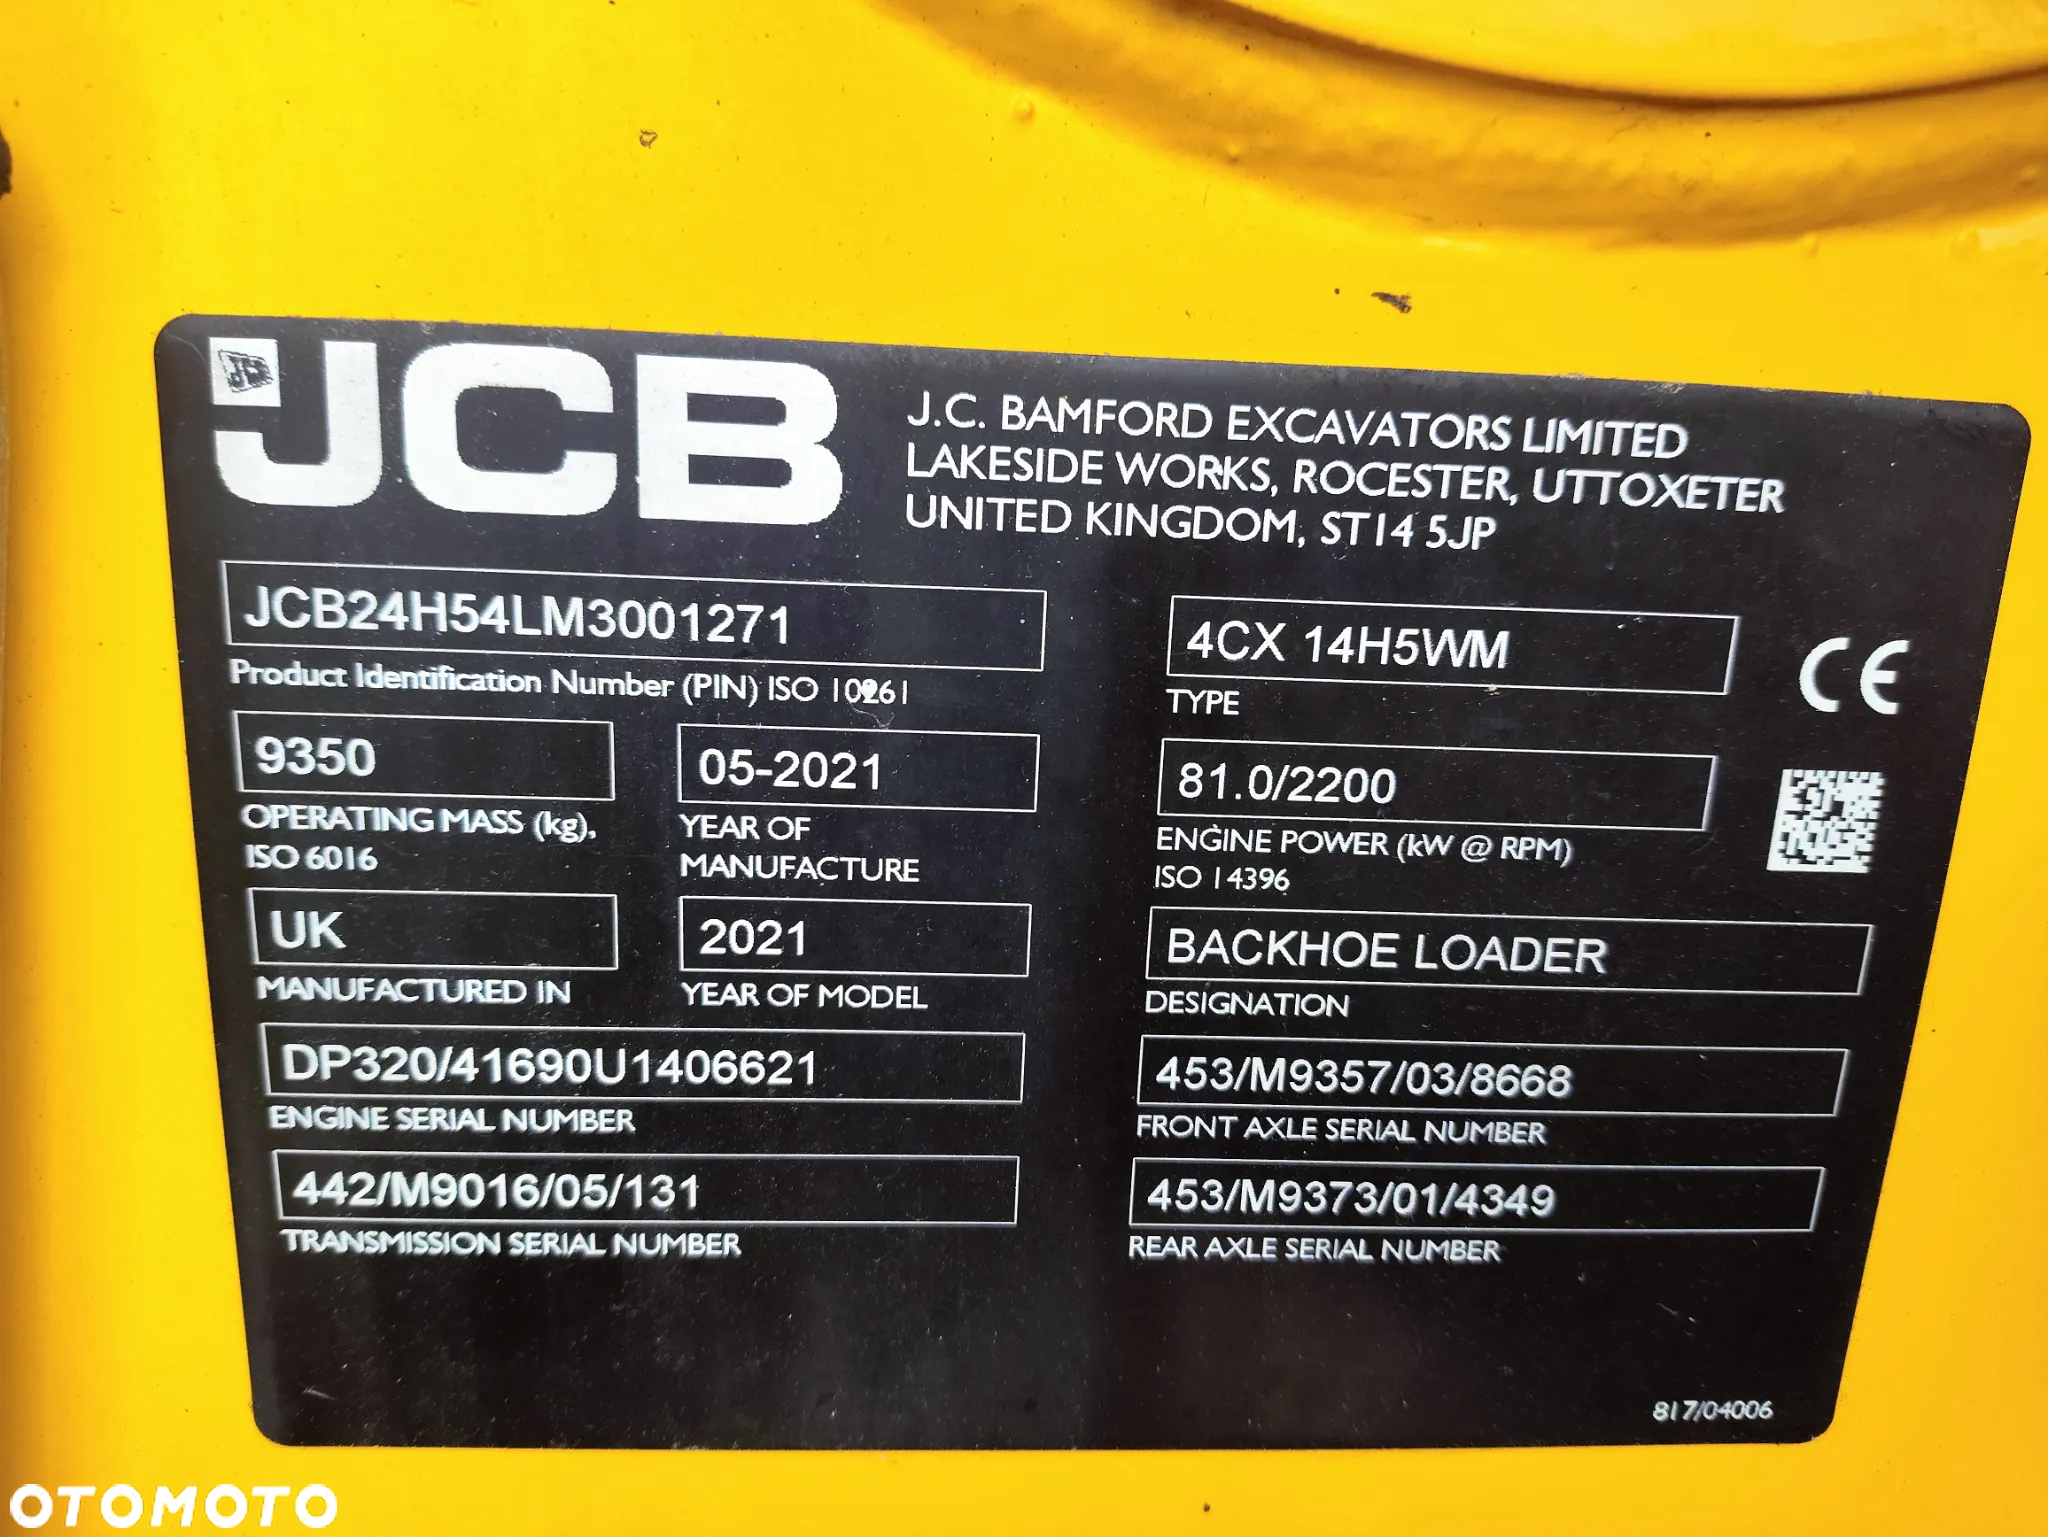 JCB
J.C. BAMFORD EXCAVATORS LIMITED
LAKESIDE WORKS, ROCESTER, UTTOXETER
UNITED KINGDOM, ST14 5JP
JCB24H54LM3001271
Product Identification Number (PIN) ISO 10261
4CX 14H5WM
TYPE
CE
9350
OPERATING MASS (kg),
ISO 6016
05-2021
YEAR OF
MANUFACTURE
81.0/2200
ENGINE POWER (kW @ RPM)
ISO 14396
UK
MANUFACTURED IN
2021
YEAR OF MODEL
BACKHOE LOADER
DESIGNATION
DP320/41690U1406621
ENGINE SERIAL NUMBER
453/M9357/03/8668
FRONT AXLE SERIAL NUMBER
442/M9016/05/131
TRANSMISSION SERIAL NUMBER
453/M9373/01/4349
REAR AXLE SERIAL NUMBER
817/04006
OTOMOTO